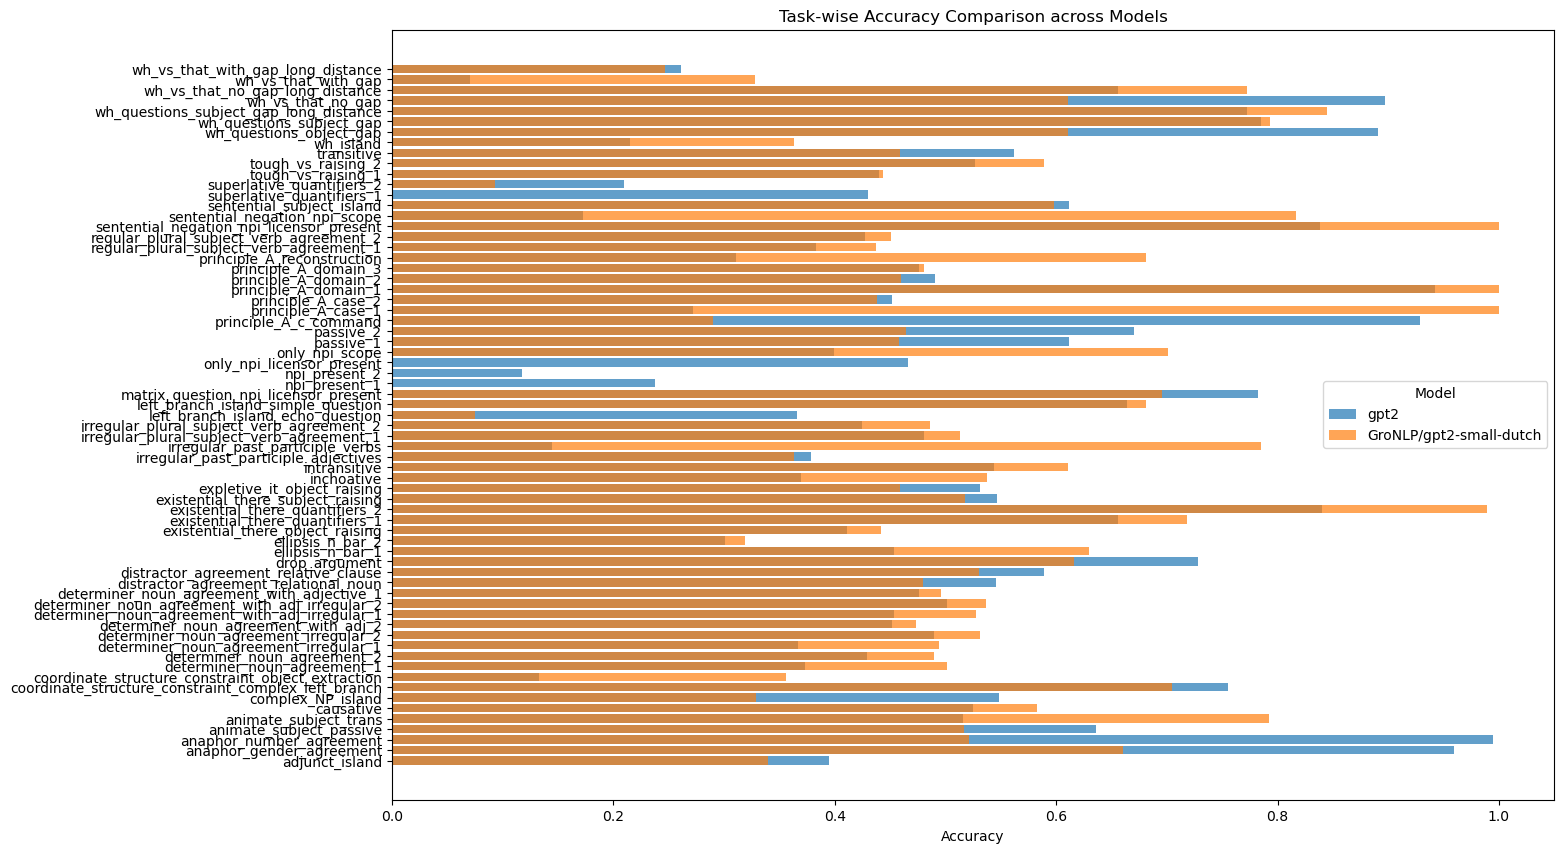 Task-wise Accuracy Comparison across Models
wh_vs_that_with_gap_long_distance
wh_vs_that_with_gap
wh_vs_that_no_gap_long_distance
wh_vs_that_no_gap
wh_questions_subject_gap_long_distance
wh_questions_subject_gap
wh_questions_object_gap
wh_island
transitive
tough_vs_raising_2
tough_vs_raising_1
superlative_quantifiers_2
superlative_quantifiers_1
sentential_subject_island
sentential_negation_npi_scope
sentential_negation_npi_licensor_present
regular_plural_subject_verb_agreement_2
regular_plural_subject_verb_agreement_1
principle_A_reconstruction
principle_A_domain_3
principle_A_domain_2
principle_A_domain_1
principle_A_case_2
principle_A_case_1
principle_A_c_command
passive_2
passive_1
only_npi_scope
only_npi_licensor_present
npi_present_2
npi_present_1
matrix_question_npi_licensor_present
left_branch_island_simple_question
left_branch_island_echo_question
irregular_plural_subject_verb_agreement_2
irregular_plural_subject_verb_agreement_1
irregular_past_participle_verbs
irregular_past_participle_adjectives
intransitive
inchoative
expletive_it_object_raising
existential_there_subject_raising
existential_there_quantifiers_2
existential_there_quantifiers_1
existential_there_object_raising
ellipsis_n_bar_2
ellipsis_n_bar_1
drop_argument
distractor_agreement_relative_clause
distractor_agreement_relational_noun
determiner_noun_agreement_with_adjective_1
determiner_noun_agreement_with_adj_irregular_2
determiner_noun_agreement_with_adj_irregular_1
determiner_noun_agreement_with_adj_2
determiner_noun_agreement_irregular_2
determiner_noun_agreement_irregular_1
determiner_noun_agreement_2
determiner_noun_agreement_1
coordinate_structure_constraint_object_extraction
coordinate_structure_constraint_complex_left_branch
complex_NP_island
causative
animate_subject_trans
animate_subject_passive
anaphor_number_agreement
anaphor_gender_agreement
adjunct_island
Model
gpt2
GroNLP/gpt2-small-dutch
0.0 0.2 0.4 0.6 0.8 1.0
Accuracy